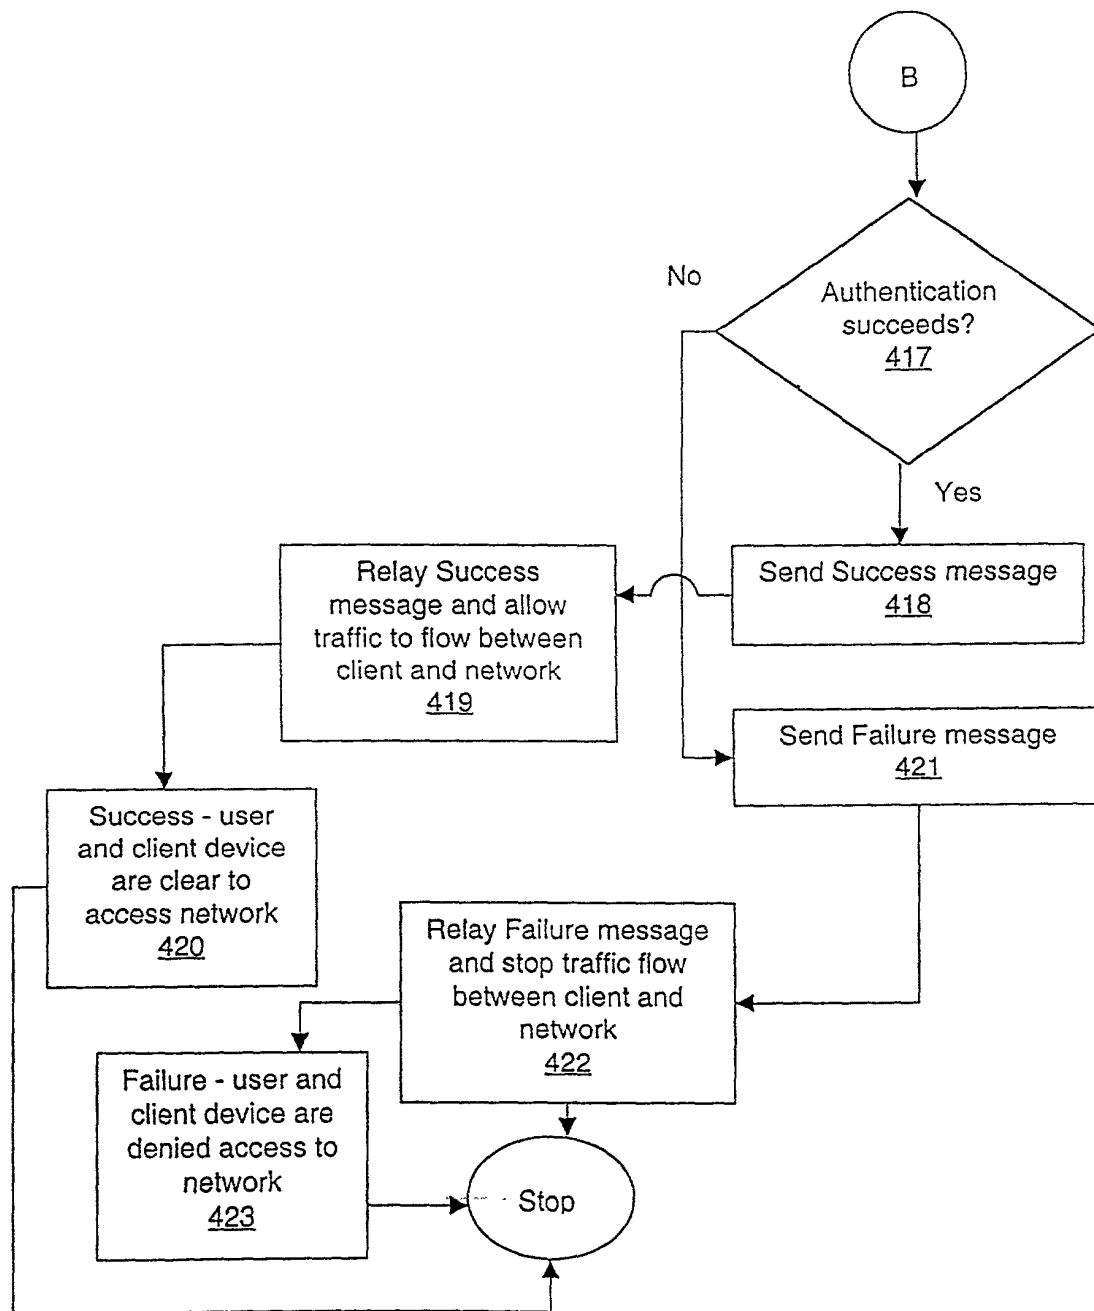 B
Authentication
succeeds?
417
No
Yes
Send Success message
418
Relay Success
message and allow
traffic to flow between
client and network
419
Success - user
and client device
are clear to
access network
420
Send Failure message
421
Relay Failure message
and stop traffic flow
between client and
network
422
Failure - user and
client device are
denied access to
network
423
Stop